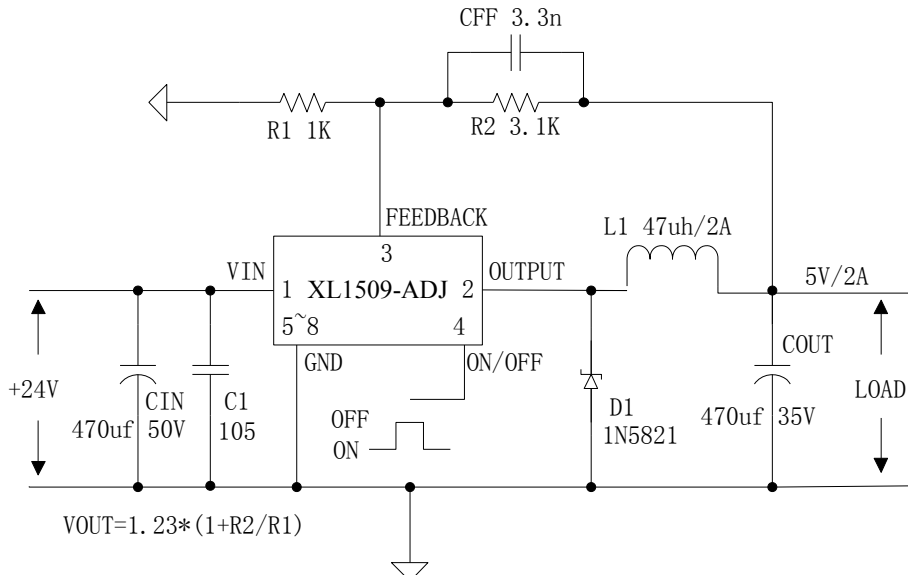 CFF 3.3n
R1 1K
R2 3.1K
FEEDBACK
3
L1 47uh/2A
VIN
OUTPUT
5V/2A
1 XL1509-ADJ 2
5~8
4
GND
ON/OFF
COUT
+24V
CIN
C1
OFF
D1
LOAD
470uf 50V
105
ON
1N5821
470uf 35V
VOUT=1.23*(1+R2/R1)